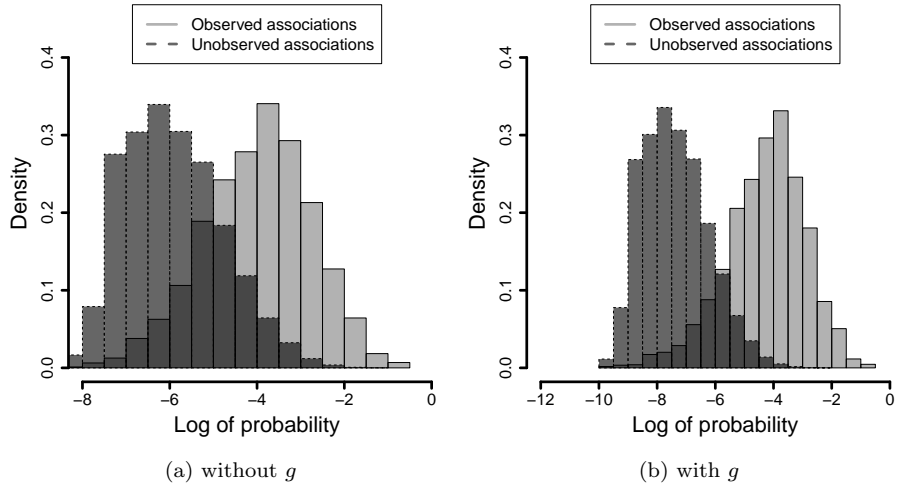 Observed associations
Unobserved associations
Density
0.0 0.1 0.2 0.3 0.4
−8 −6 −4 −2 0
Log of probability
(a) without g
Observed associations
Unobserved associations
Density
0.0 0.1 0.2 0.3 0.4
−12 −10 −8 −6 −4 −2 0
Log of probability
(b) with g